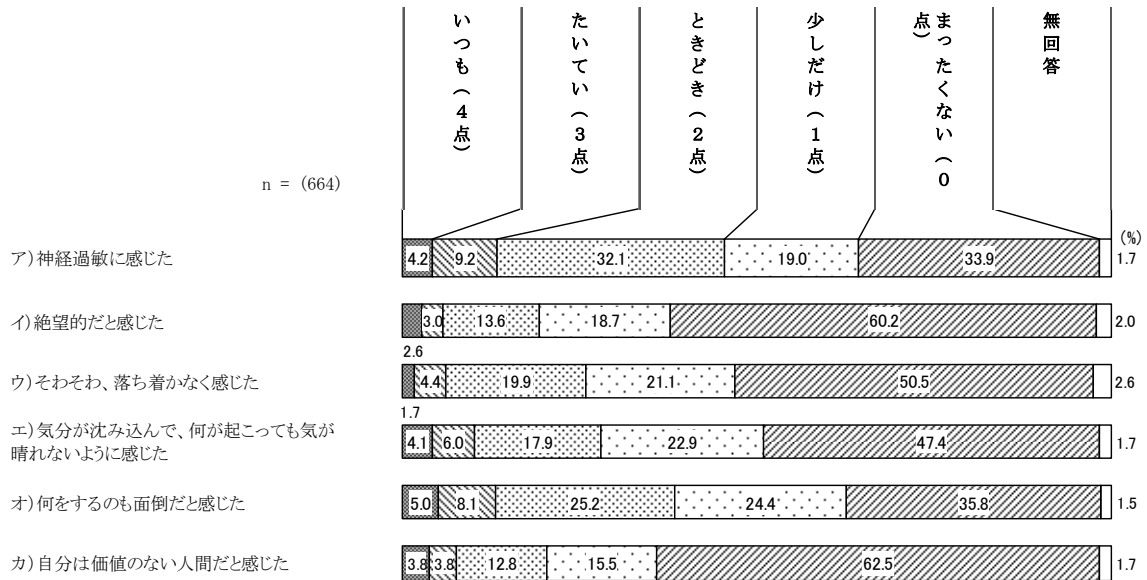 いつも（4点）
たいてい（3点）
ときどき（2点）
少しだけ（1点）
まったくない（0
点）
無回答
n = (664)
(%)
ア)神経過敏に感じた
4.2 9.2 32.1 19.0 33.9 1.7
イ)絶望的だと感じた
3.0 13.6 18.7 60.2 2.0
2.6
ウ)そわそわ、落ち着かなく感じた
4.4 19.9 21.1 50.5 2.6
1.7
エ)気分が沈み込んで、何が起こっても気が
晴れないように感じた
4.1 6.0 17.9 22.9 47.4 1.7
オ)何をするのも面倒だと感じた
5.0 8.1 25.2 24.4 35.8 1.5
カ)自分は価値のない人間だと感じた
3.8 3.8 12.8 15.5 62.5 1.7